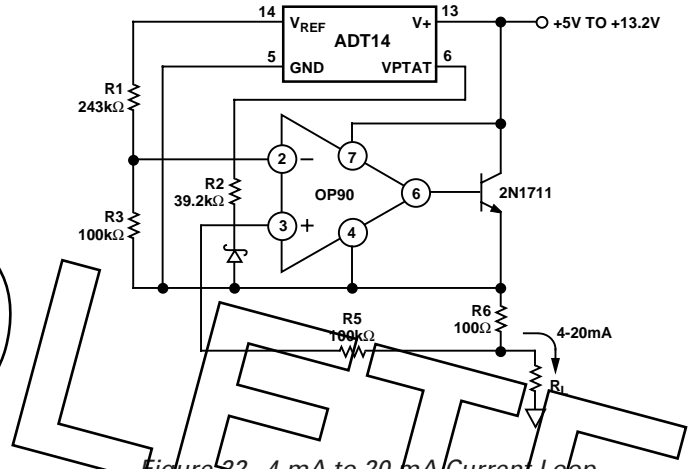 14
V_REF
V+
13
+5V TO +13.2V
ADT14
5
GND
VPTAT
6
R1
243kΩ
2
–
7
R2
39.2kΩ
OP90
6
2N1711
R3
100kΩ
3
+
4
R6
100Ω
R5
100kΩ
4-20mA
R_L
Figure 22. 4 mA to 20 mA Current Loop
LETE